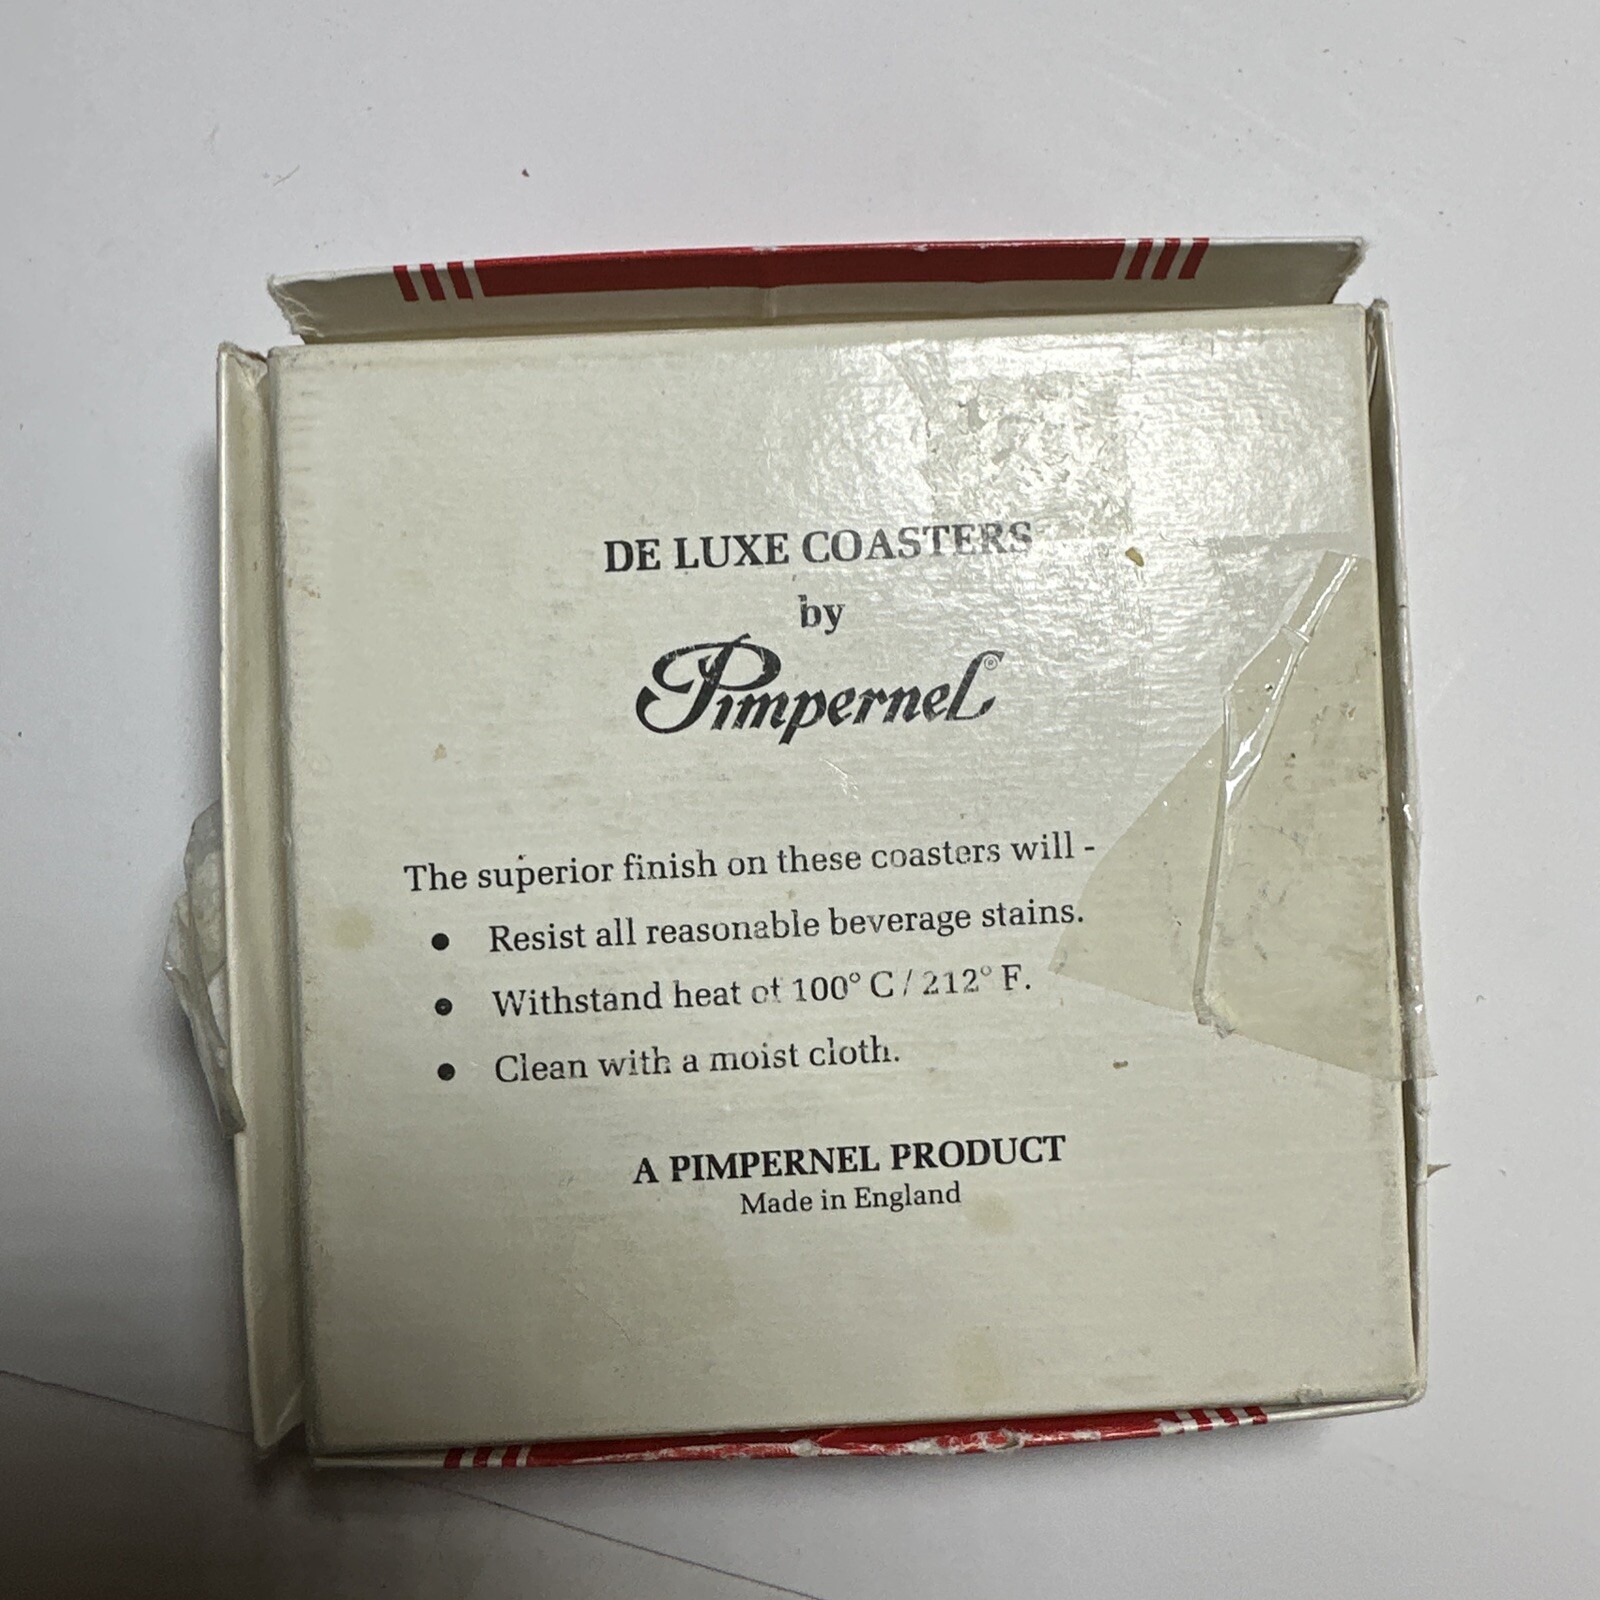 DE LUXE COASTERS
by
Pimpernel®
The superior finish on these coasters will -
● Resist all reasonable beverage stains.
● Withstand heat of 100° C / 212° F.
● Clean with a moist cloth.
A PIMPERNEL PRODUCT
Made in England